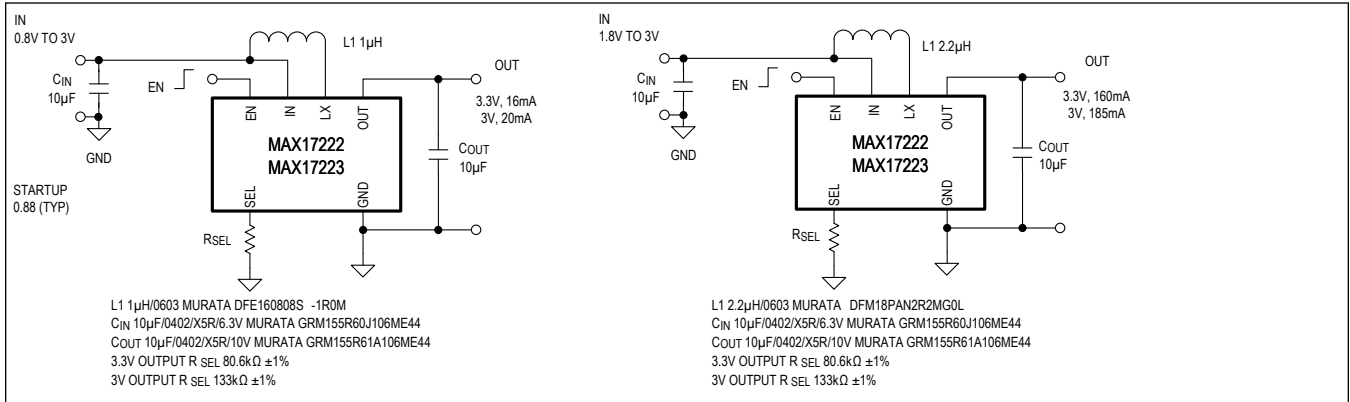 IN
0.8V TO 3V
L1 1µH
CIN
10µF
EN
EN
IN
LX
OUT
OUT
3.3V, 16mA
3V, 20mA
MAX17222
MAX17223
COUT
10µF
GND
STARTUP
0.88 (TYP)
SEL
GND
RSEL
L1 1µH/0603 MURATA DFE160808S -1R0M
CIN 10µF/0402/X5R/6.3V MURATA GRM155R60J106ME44
COUT 10µF/0402/X5R/10V MURATA GRM155R61A106ME44
3.3V OUTPUT R SEL 80.6kΩ ±1%
3V OUTPUT R SEL 133kΩ ±1%
IN
1.8V TO 3V
L1 2.2µH
CIN
10µF
EN
EN
IN
LX
OUT
OUT
3.3V, 160mA
3V, 185mA
MAX17222
MAX17223
COUT
10µF
GND
SEL
GND
RSEL
L1 2.2µH/0603 MURATA DFM18PAN2R2MG0L
CIN 10µF/0402/X5R/6.3V MURATA GRM155R60J106ME44
COUT 10µF/0402/X5R/10V MURATA GRM155R61A106ME44
3.3V OUTPUT R SEL 80.6kΩ ±1%
3V OUTPUT R SEL 133kΩ ±1%